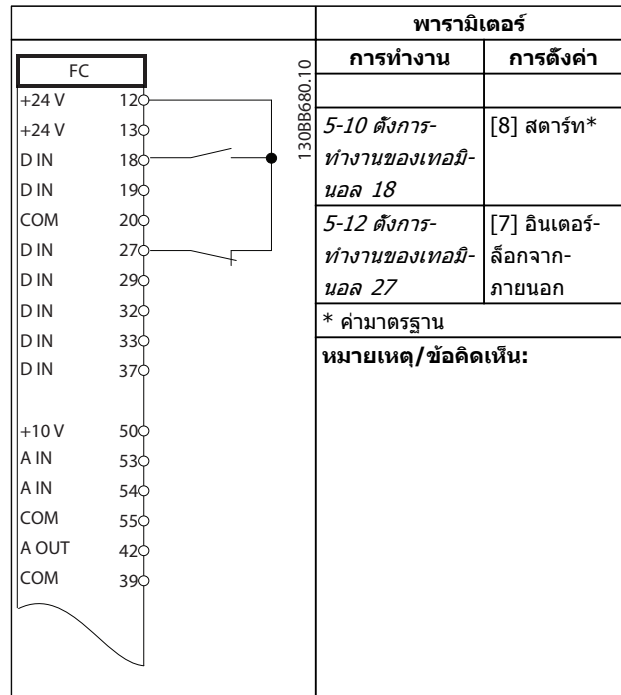 FC
+24 V 12
+24 V 13
D IN 18
D IN 19
COM 20
D IN 27
D IN 29
D IN 32
D IN 33
D IN 37
+10 V 50
A IN 53
A IN 54
COM 55
A OUT 42
COM 39
130BB680.10
พารามิเตอร์
การทำงาน การตั้งค่า
5-10 ตั้งการ- [8] สตาร์ท*
ทำงานของเทอมิ-
นอล 18
5-12 ตั้งการ- [7] อินเตอร์-
ทำงานของเทอมิ- ล็อกจาก-
นอล 27 ภายนอก
* ค่ามาตรฐาน
หมายเหตุ/ข้อคิดเห็น: